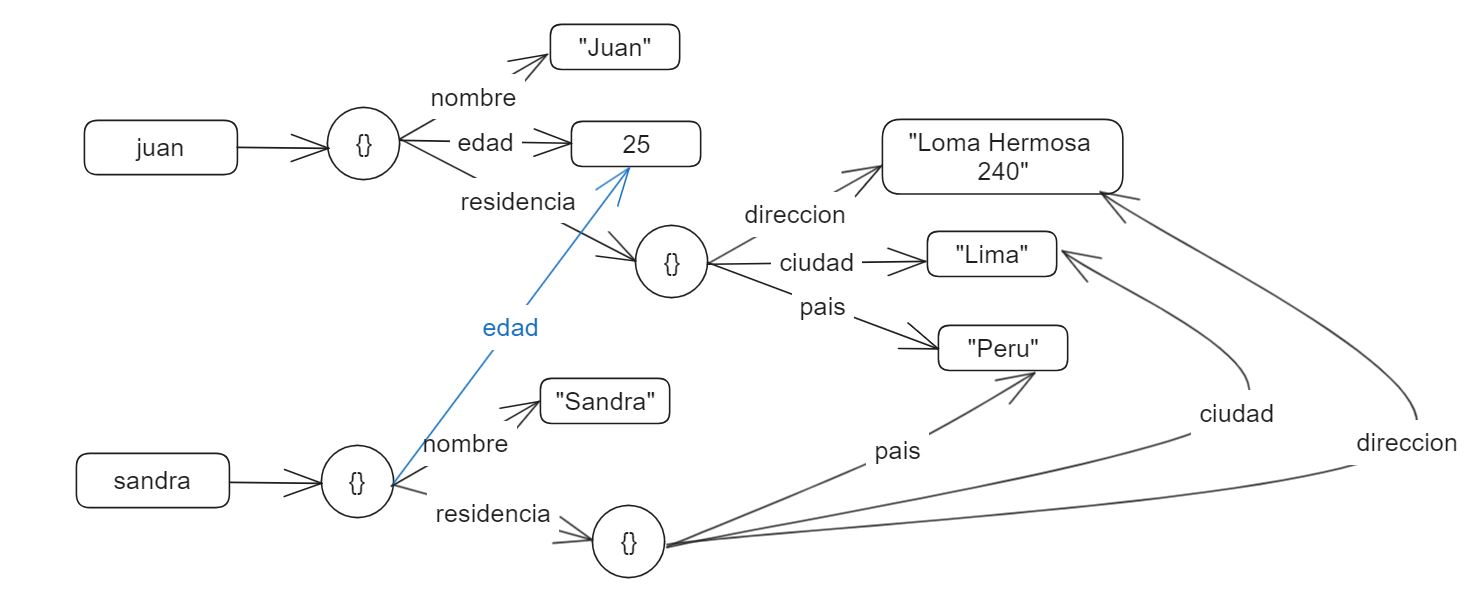 "Juan"
nombre
juan
{}
edad
25
"Loma Hermosa
240"
residencia
direccion
{}
ciudad
"Lima"
pais
edad
"Peru"
"Sandra"
ciudad
nombre
pais
direccion
sandra
{}
residencia
{}